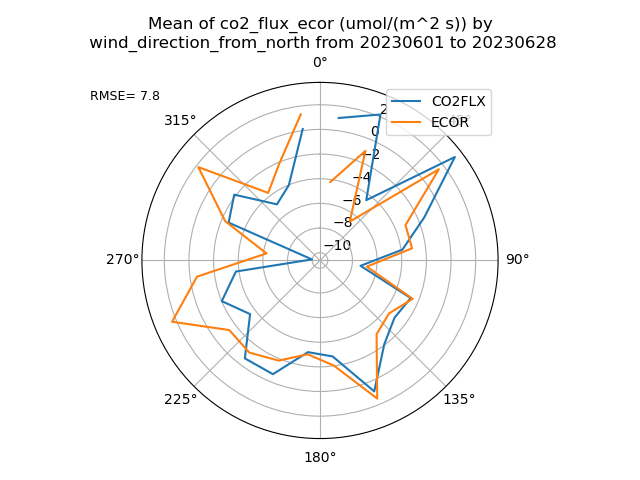 Mean of co2_flux_ecor (umol/(m^2 s)) by
wind_direction_from_north from 20230601 to 20230628
0°
RMSE= 7.8
CO2FLX
ECOR
2
0
−2
−4
−6
−8
−10
315°
270°
90°
225°
135°
180°